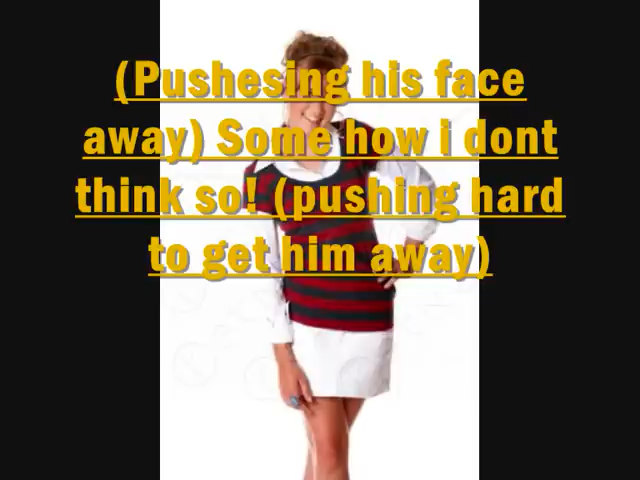 (Pushesing his face
away) Some how i dont
think so! (pushing hard
to get him away)